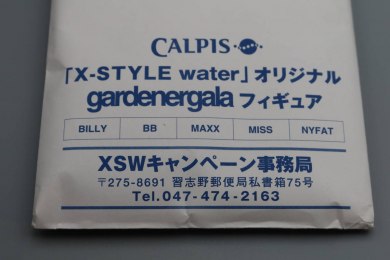 CALPIS
「X-STYLE water」オリジナル
gardenergala フィギュア
BILLY BB MAXX MISS NYFAT
XSWキャンペーン事務局
〒275-8691 習志野郵便局私書箱75号
Tel.047-474-2163